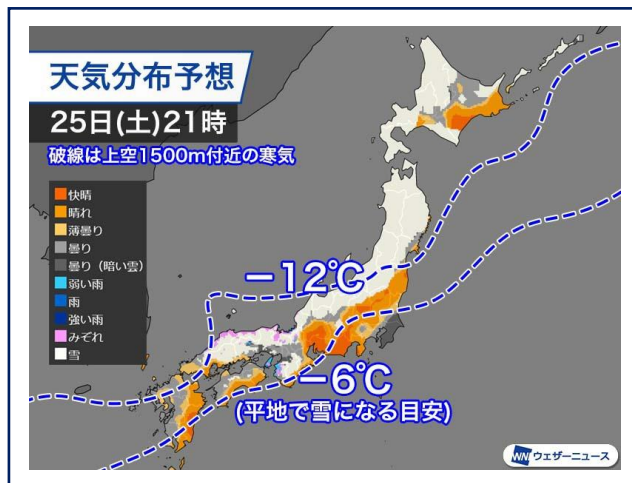 天気分布予想
25日(土)21時
破線は上空1500m付近の寒気
快晴
晴れ
薄曇り
曇り
曇り（暗い雲）
弱い雨
雨
強い雨
みぞれ
雪
−12℃
−6℃
(平地で雪になる目安)
WN ウェザーニュース